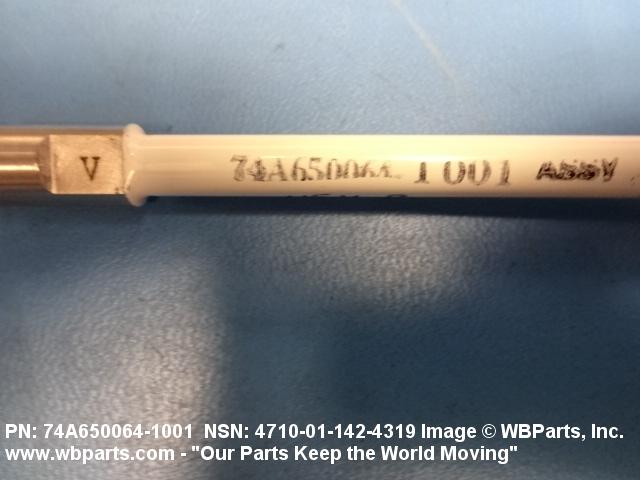 V
74A650064 1001 ASSY
PN: 74A650064-1001 NSN: 4710-01-142-4319 Image © WBParts, Inc.
www.wbparts.com - "Our Parts Keep the World Moving"